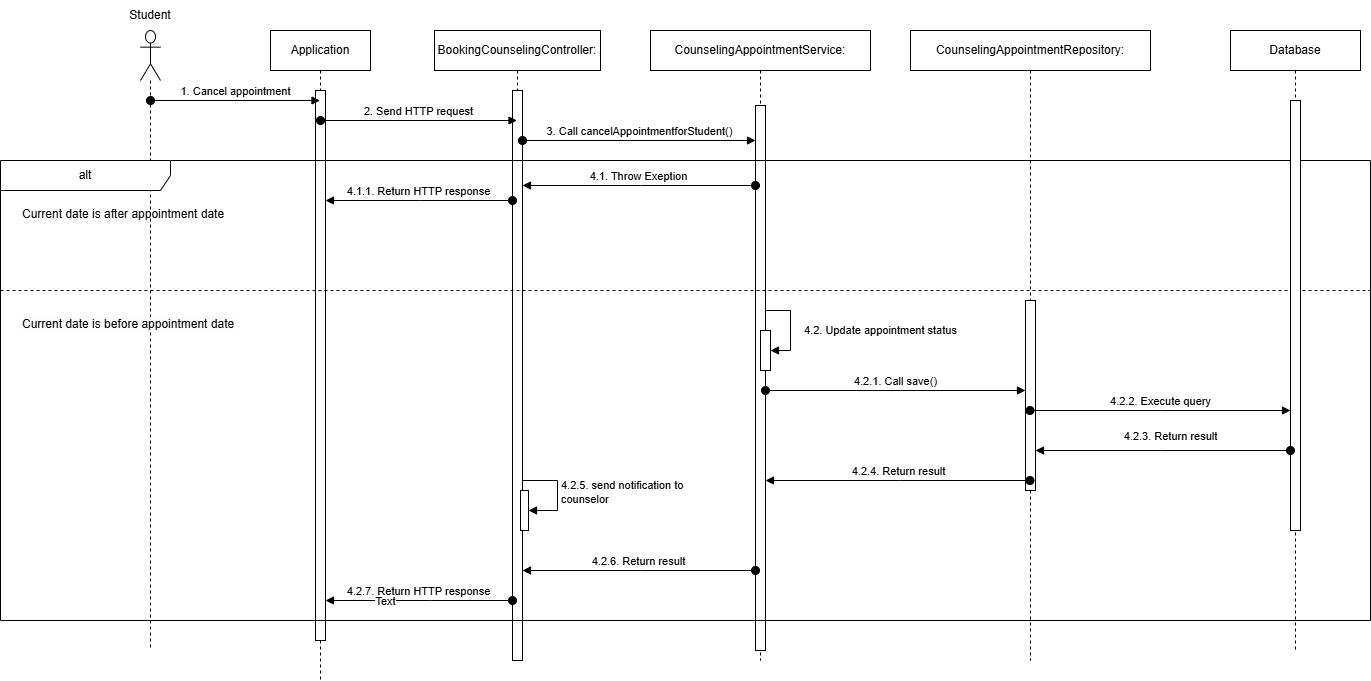 Student
Application
BookingCounselingController:
CounselingAppointmentService:
CounselingAppointmentRepository:
Database
1. Cancel appointment
2. Send HTTP request
3. Call cancelAppointmentforStudent()
alt
4.1. Throw Exeption
4.1.1. Return HTTP response
Current date is after appointment date
Current date is before appointment date
4.2. Update appointment status
4.2.1. Call save()
4.2.2. Execute query
4.2.3. Return result
4.2.4. Return result
4.2.5. send notification to
counselor
4.2.6. Return result
4.2.7. Return HTTP response
Text